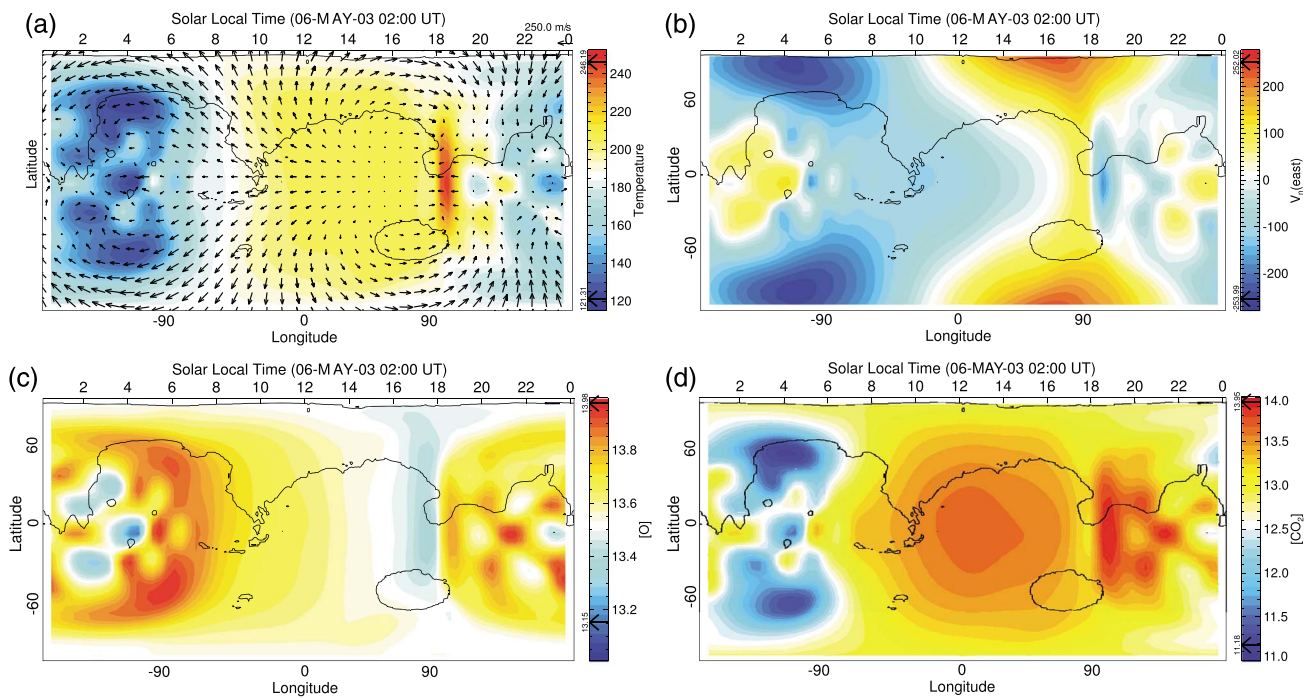 (a)
Solar Local Time (06-M AY-03 02:00 UT)
250.0 m/s
2 4 6 8 10 12 14 16 18 20 22 0
60
0
-60
Latitude
-90 0 90
Longitude
246.19
240
220
200
180
160
140
120
121.31
Temperature
(b)
Solar Local Time (06-M AY-03 02:00 UT)
2 4 6 8 10 12 14 16 18 20 22 0
60
0
-60
Latitude
-90 0 90
Longitude
252.02
200
100
0
-100
-200
-253.99
Vn(east)
(c)
Solar Local Time (06-M AY-03 02:00 UT)
2 4 6 8 10 12 14 16 18 20 22 0
60
0
-60
Latitude
-90 0 90
Longitude
13.98
13.8
13.6
13.4
13.2
13.15
[O]
(d)
Solar Local Time (06-MAY-03 02:00 UT)
2 4 6 8 10 12 14 16 18 20 22 0
60
0
-60
Latitude
-90 0 90
Longitude
13.95
14.0
13.5
13.0
12.5
12.0
11.5
11.0
11.18
[CO₂]